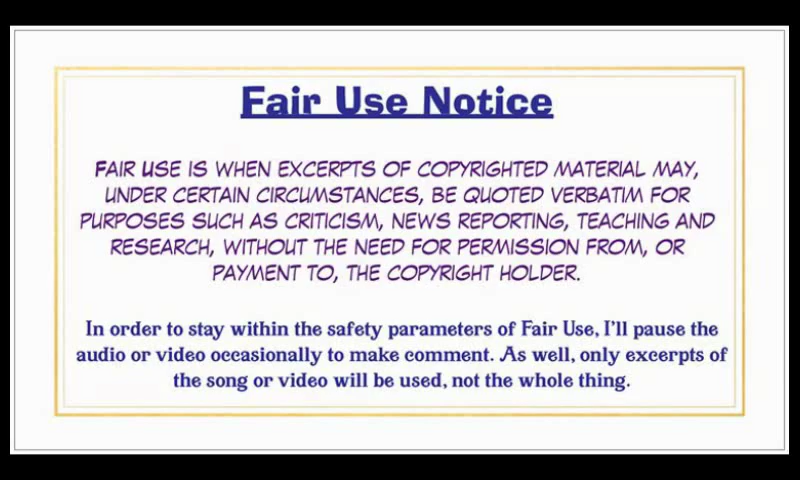 Fair Use Notice
FAIR USE IS WHEN EXCERPTS OF COPYRIGHTED MATERIAL MAY,
UNDER CERTAIN CIRCUMSTANCES, BE QUOTED VERBATIM FOR
PURPOSES SUCH AS CRITICISM, NEWS REPORTING, TEACHING AND
RESEARCH, WITHOUT THE NEED FOR PERMISSION FROM, OR
PAYMENT TO, THE COPYRIGHT HOLDER.
In order to stay within the safety parameters of Fair Use, I'll pause the
audio or video occasionally to make comment. As well, only excerpts of
the song or video will be used, not the whole thing.